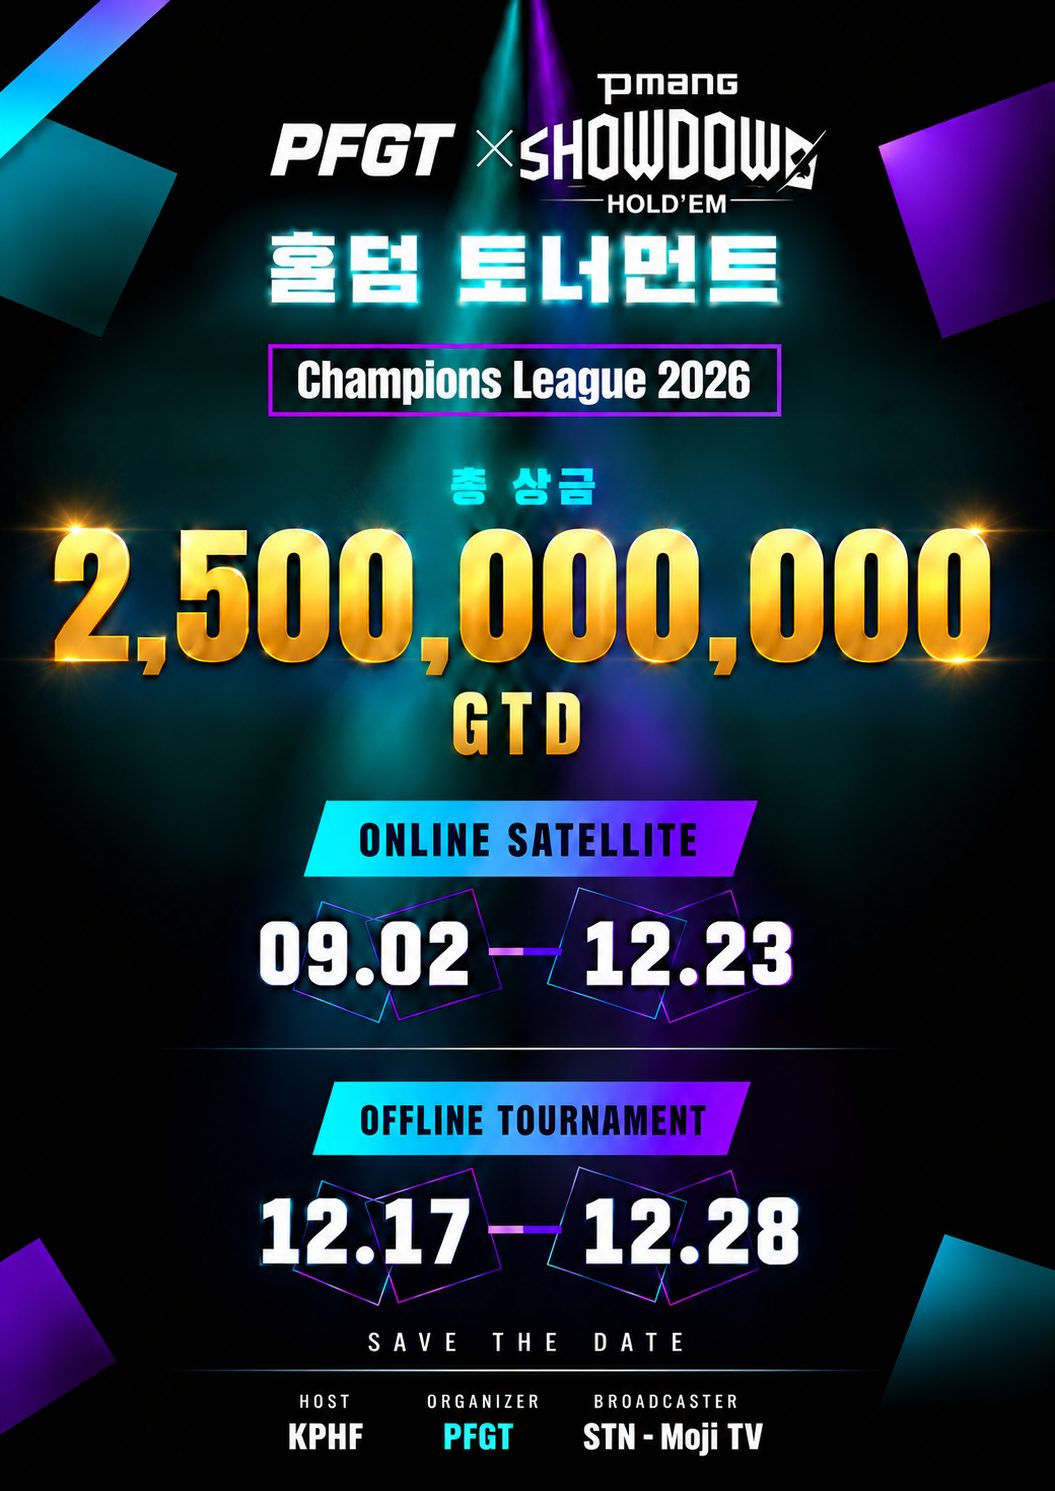 Pmang
PFGT × SHOWDOWN
HOLD'EM
홀덤 토너먼트
Champions League 2026
총 상금
2,500,000,000
GTD
ONLINE SATELLITE
09.02 — 12.23
OFFLINE TOURNAMENT
12.17 — 12.28
SAVE THE DATE
HOST ORGANIZER BROADCASTER
KPHF PFGT STN - Moji TV